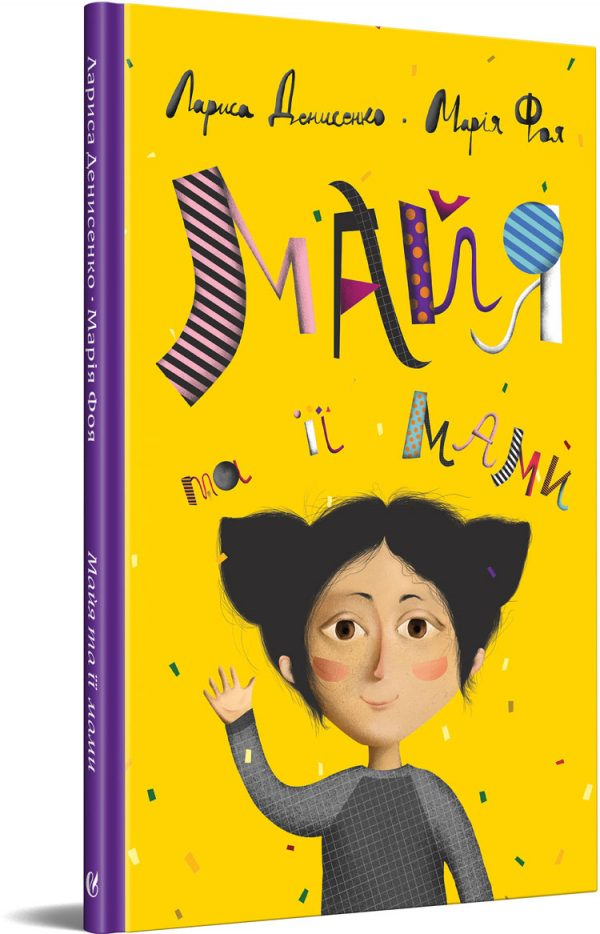 Лариса Денисенко . Марія Фоя
Майя
та її мами
Лариса Денисенко · Марія Фоя
Майя та її мами